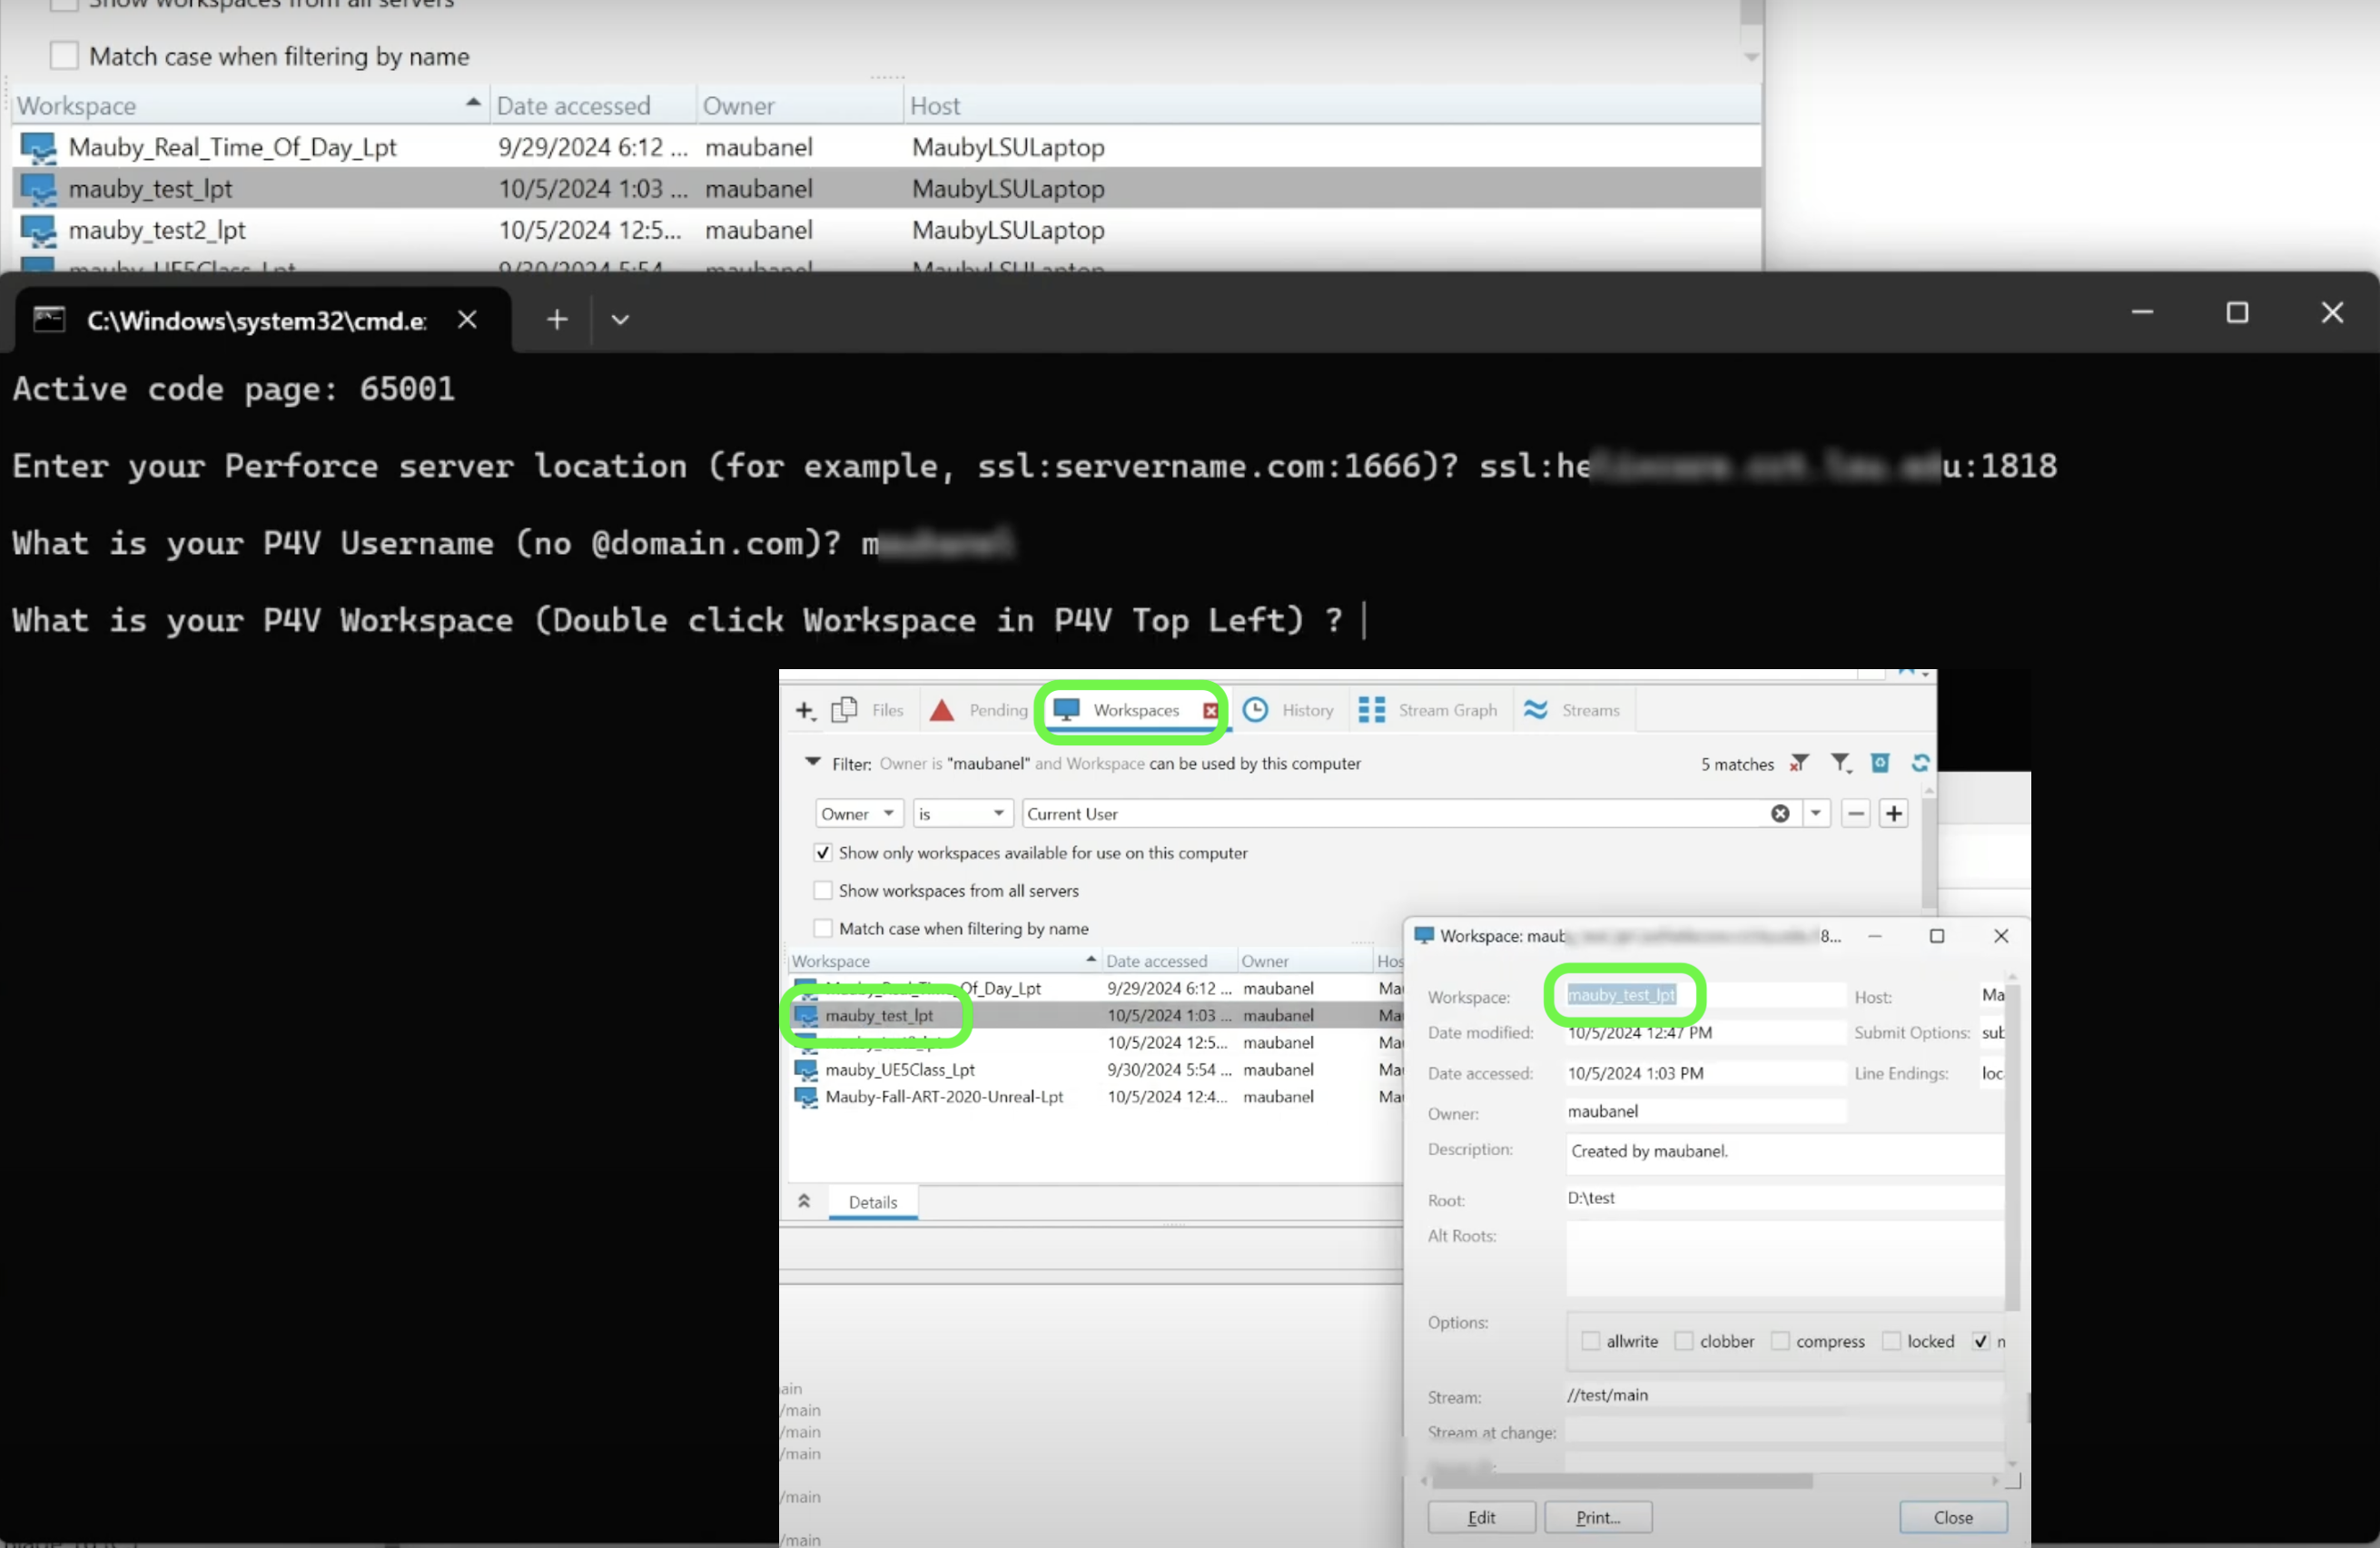 Show workspaces from all servers
Match case when filtering by name
Workspace Date accessed Owner Host
Mauby_Real_Time_Of_Day_Lpt 9/29/2024 6:12 ... maubanel MaubyLSULaptop
mauby_test_lpt 10/5/2024 1:03 ... maubanel MaubyLSULaptop
mauby_test2_lpt 10/5/2024 12:5... maubanel MaubyLSULaptop
mauby_UE5Class_Lpt 9/30/2024 5:54 maubanel MaubyLSULaptop
C:\Windows\system32\cmd.e
Active code page: 65001
Enter your Perforce server location (for example, ssl:servername.com:1666)? ssl:he u:1818
What is your P4V Username (no @domain.com)? m
What is your P4V Workspace (Double click Workspace in P4V Top Left) ?
Files Pending Workspaces History Stream Graph Streams
Filter: Owner is "maubanel" and Workspace can be used by this computer 5 matches
Owner is Current User
Show only workspaces available for use on this computer
Show workspaces from all servers
Match case when filtering by name
Workspace Date accessed Owner Hos
Mauby_Real_Time_Of_Day_Lpt 9/29/2024 6:12 ... maubanel Ma
mauby_test_lpt 10/5/2024 1:03 ... maubanel Ma
mauby_test2_lpt 10/5/2024 12:5... maubanel Ma
mauby_UE5Class_Lpt 9/30/2024 5:54 ... maubanel Ma
Mauby-Fall-ART-2020-Unreal-Lpt 10/5/2024 12:4... maubanel Ma
Details
ain
/main
/main
/main
/main
/main
Workspace: maub 8...
Workspace: mauby_test_lpt Host: Ma
Date modified: 10/5/2024 12:47 PM Submit Options: sub
Date accessed: 10/5/2024 1:03 PM Line Endings: loc
Owner: maubanel
Description: Created by maubanel.
Root: D:\test
Alt Roots:
Options: allwrite clobber compress locked n
Stream: //test/main
Stream at change:
Edit Print... Close